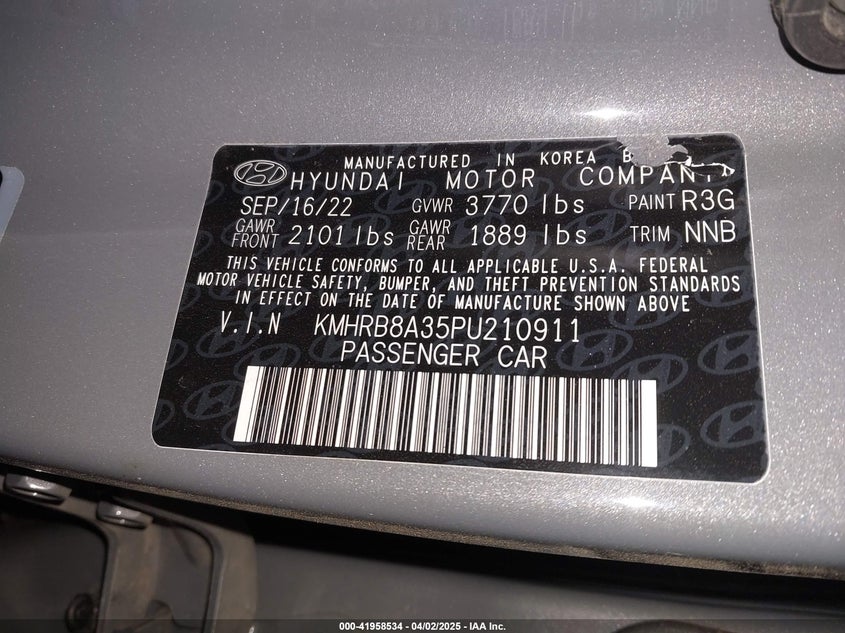 MANUFACTURED IN KOREA B
HYUNDAI MOTOR COMPANY
SEP/16/22 GVWR 3770 lbs PAINT R3G
GAWR FRONT 2101 lbs GAWR REAR 1889 lbs TRIM NNB
THIS VEHICLE CONFORMS TO ALL APPLICABLE U.S.A. FEDERAL
MOTOR VEHICLE SAFETY, BUMPER, AND THEFT PREVENTION STANDARDS
IN EFFECT ON THE DATE OF MANUFACTURE SHOWN ABOVE
V.I.N KMHRB8A35PU210911
PASSENGER CAR
000-41958534 - 04/02/2025 - IAA Inc.